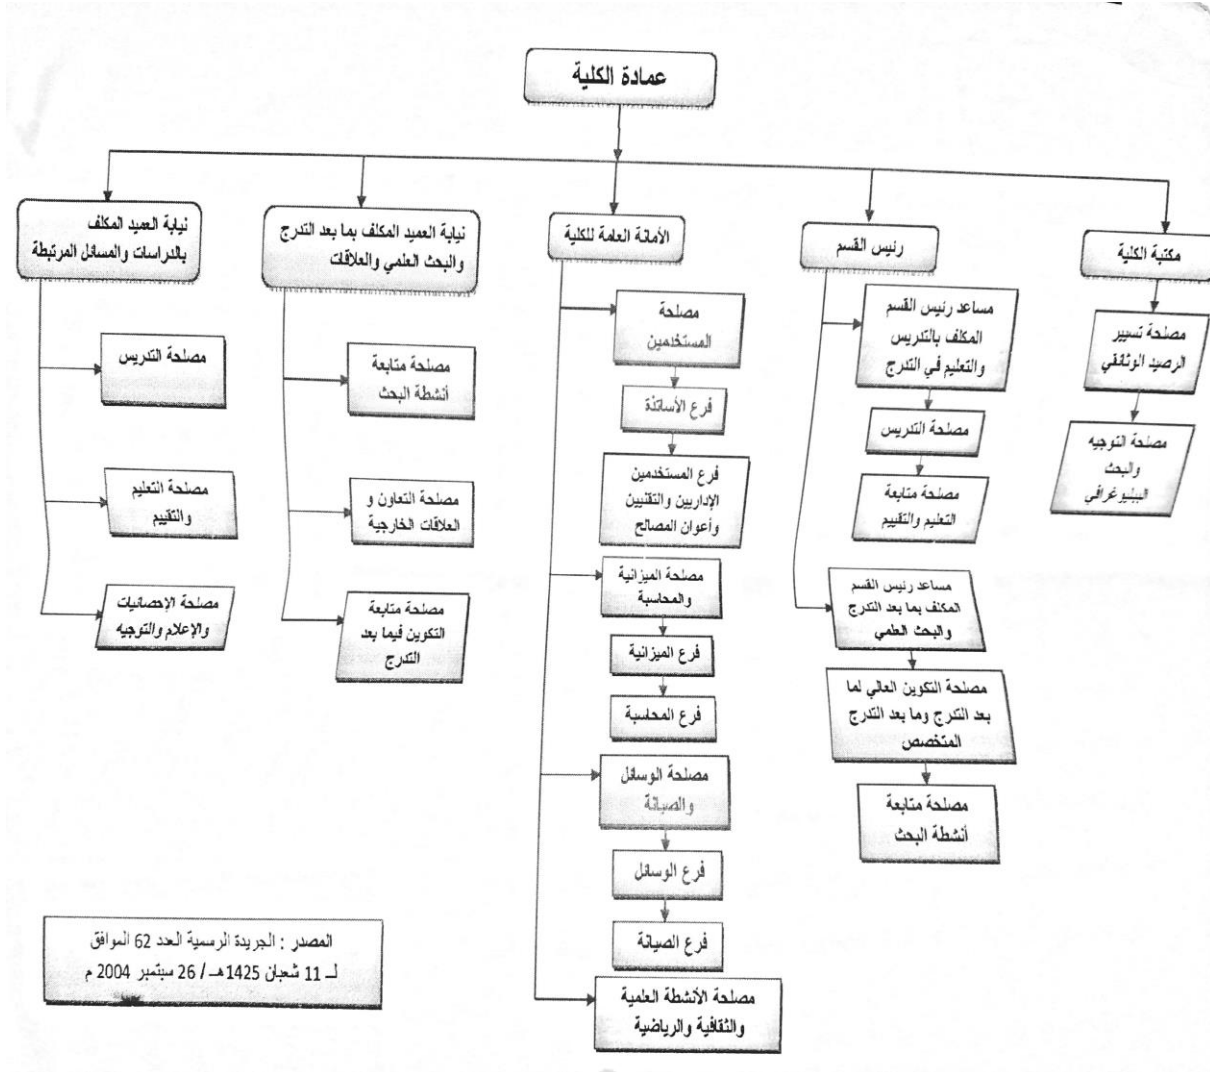 عمادة الكلية
مكتبة الكلية
مصلحة تسيير
الرصيد الوثائقي
مصلحة التوجيه
والبحث
الببليوغرافي
رئيس القسم
مساعد رئيس القسم
المكلف بالتدريس
والتعليم في التدرج
مصلحة التدريس
مصلحة متابعة
التعليم والتقييم
مساعد رئيس القسم
المكلف بما بعد التدرج
والبحث العلمي
مصلحة التكوين العالي لما
بعد التدرج وما بعد التدرج
المتخصص
مصلحة متابعة
أنشطة البحث
الأمانة العامة للكلية
مصلحة
المستخدمين
فرع الأساتذة
فرع المستخدمين
الإداريين والتقنيين
وأعوان المصالح
مصلحة الميزانية
والمحاسبة
فرع الميزانية
فرع المحاسبة
مصلحة الوسائل
والصيانة
فرع الوسائل
فرع الصيانة
مصلحة الأنشطة العلمية
والثقافية والرياضية
نيابة العميد المكلف بما بعد التدرج
والبحث العلمي والعلاقات
مصلحة متابعة
أنشطة البحث
مصلحة التعاون و
العلاقات الخارجية
مصلحة متابعة
التكوين فيما بعد
التدرج
نيابة العميد المكلف
بالدراسات والمسائل المرتبطة
مصلحة التدريس
مصلحة التعليم
والتقييم
مصلحة الإحصائيات
والإعلام والتوجيه
المصدر : الجريدة الرسمية العدد 62 الموافق
لـ 11 شعبان 1425هـ / 26 سبتمبر 2004 م